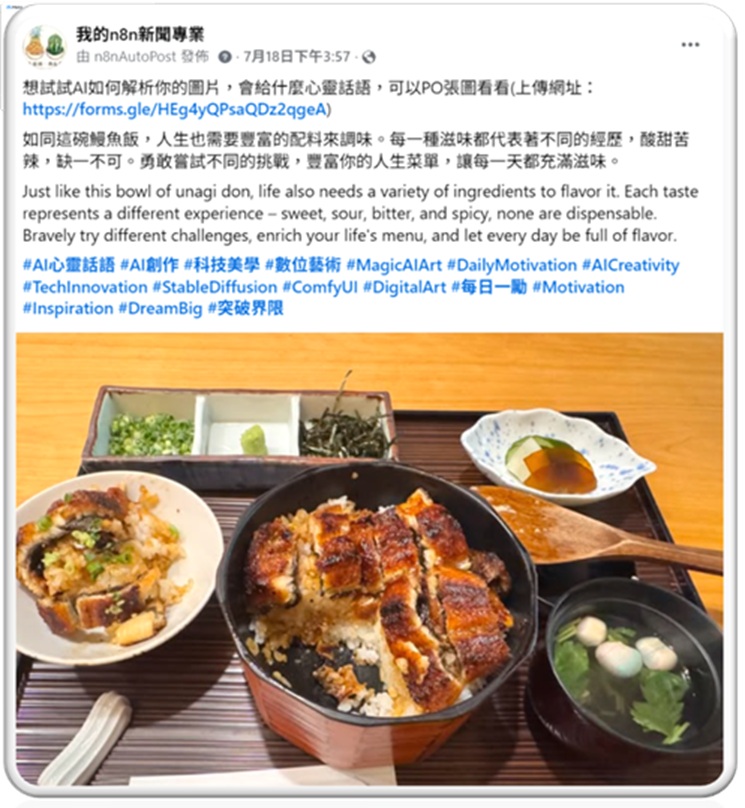 我的n8n新聞專業
由 n8nAutoPost 發佈 · 7月18日下午3:57 ·
想試試AI如何解析你的圖片，會給什麼心靈話語，可以PO張圖看看(上傳網址：
https://forms.gle/HEg4yQPsaQDz2qgeA)
如同這碗鰻魚飯，人生也需要豐富的配料來調味。每一種滋味都代表著不同的經歷，酸甜苦
辣，缺一不可。勇敢嘗試不同的挑戰，豐富你的人生菜單，讓每一天都充滿滋味。
Just like this bowl of unagi don, life also needs a variety of ingredients to flavor it. Each taste
represents a different experience – sweet, sour, bitter, and spicy, none are dispensable.
Bravely try different challenges, enrich your life's menu, and let every day be full of flavor.
#AI心靈話語 #AI創作 #科技美學 #數位藝術 #MagicAIArt #DailyMotivation #AICreativity
#TechInnovation #StableDiffusion #ComfyUI #DigitalArt #每日一勵 #Motivation
#Inspiration #DreamBig #突破界限